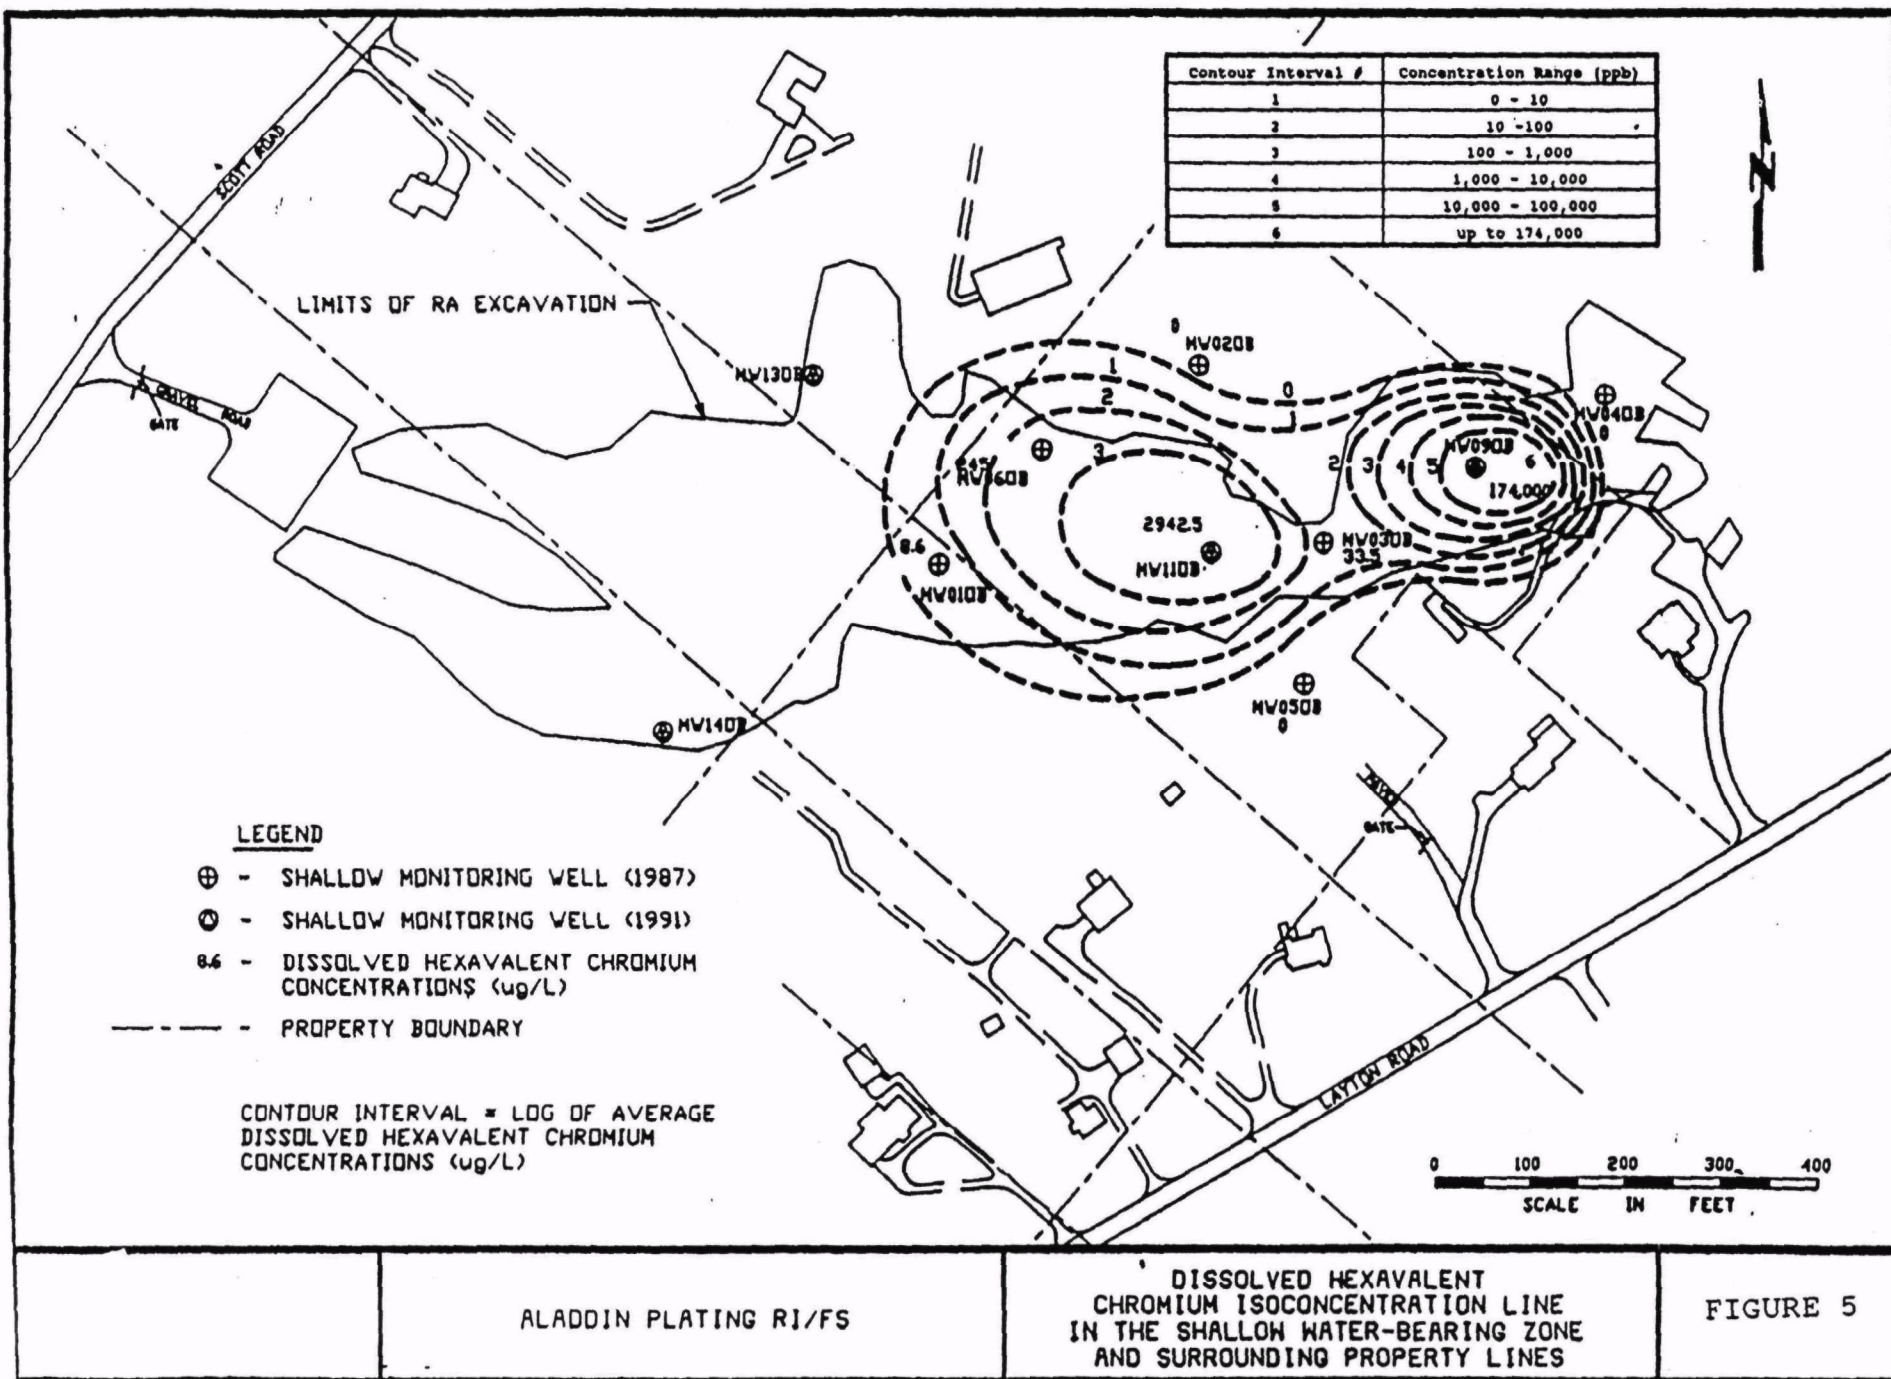 Contour Interval #
Concentration Range (ppb)
1
0 - 10
2
10 -100
3
100 - 1,000
4
1,000 - 10,000
5
10,000 - 100,000
6
up to 174,000
N
SCOTT ROAD
LIMITS OF RA EXCAVATION
GRAVEL ROAD
GATE
MW130B
0
MW020B
1
0
2
1
MW040B
0
MW090B
2
3
4
5
6
174,000
3
MW160B
2942.5
8.6
MW030B
33.5
MW110B
MW010B
MW050B
0
MW140B
GATE
LEGEND
- SHALLOW MONITORING WELL (1987)
- SHALLOW MONITORING WELL (1991)
8.6 - DISSOLVED HEXAVALENT CHROMIUM
CONCENTRATIONS (ug/L)
- PROPERTY BOUNDARY
CONTOUR INTERVAL = LOG OF AVERAGE
DISSOLVED HEXAVALENT CHROMIUM
CONCENTRATIONS (ug/L)
LAYTON ROAD
0 100 200 300 400
SCALE IN FEET
ALADDIN PLATING RI/FS
DISSOLVED HEXAVALENT
CHROMIUM ISOCONCENTRATION LINE
IN THE SHALLOW WATER-BEARING ZONE
AND SURROUNDING PROPERTY LINES
FIGURE 5